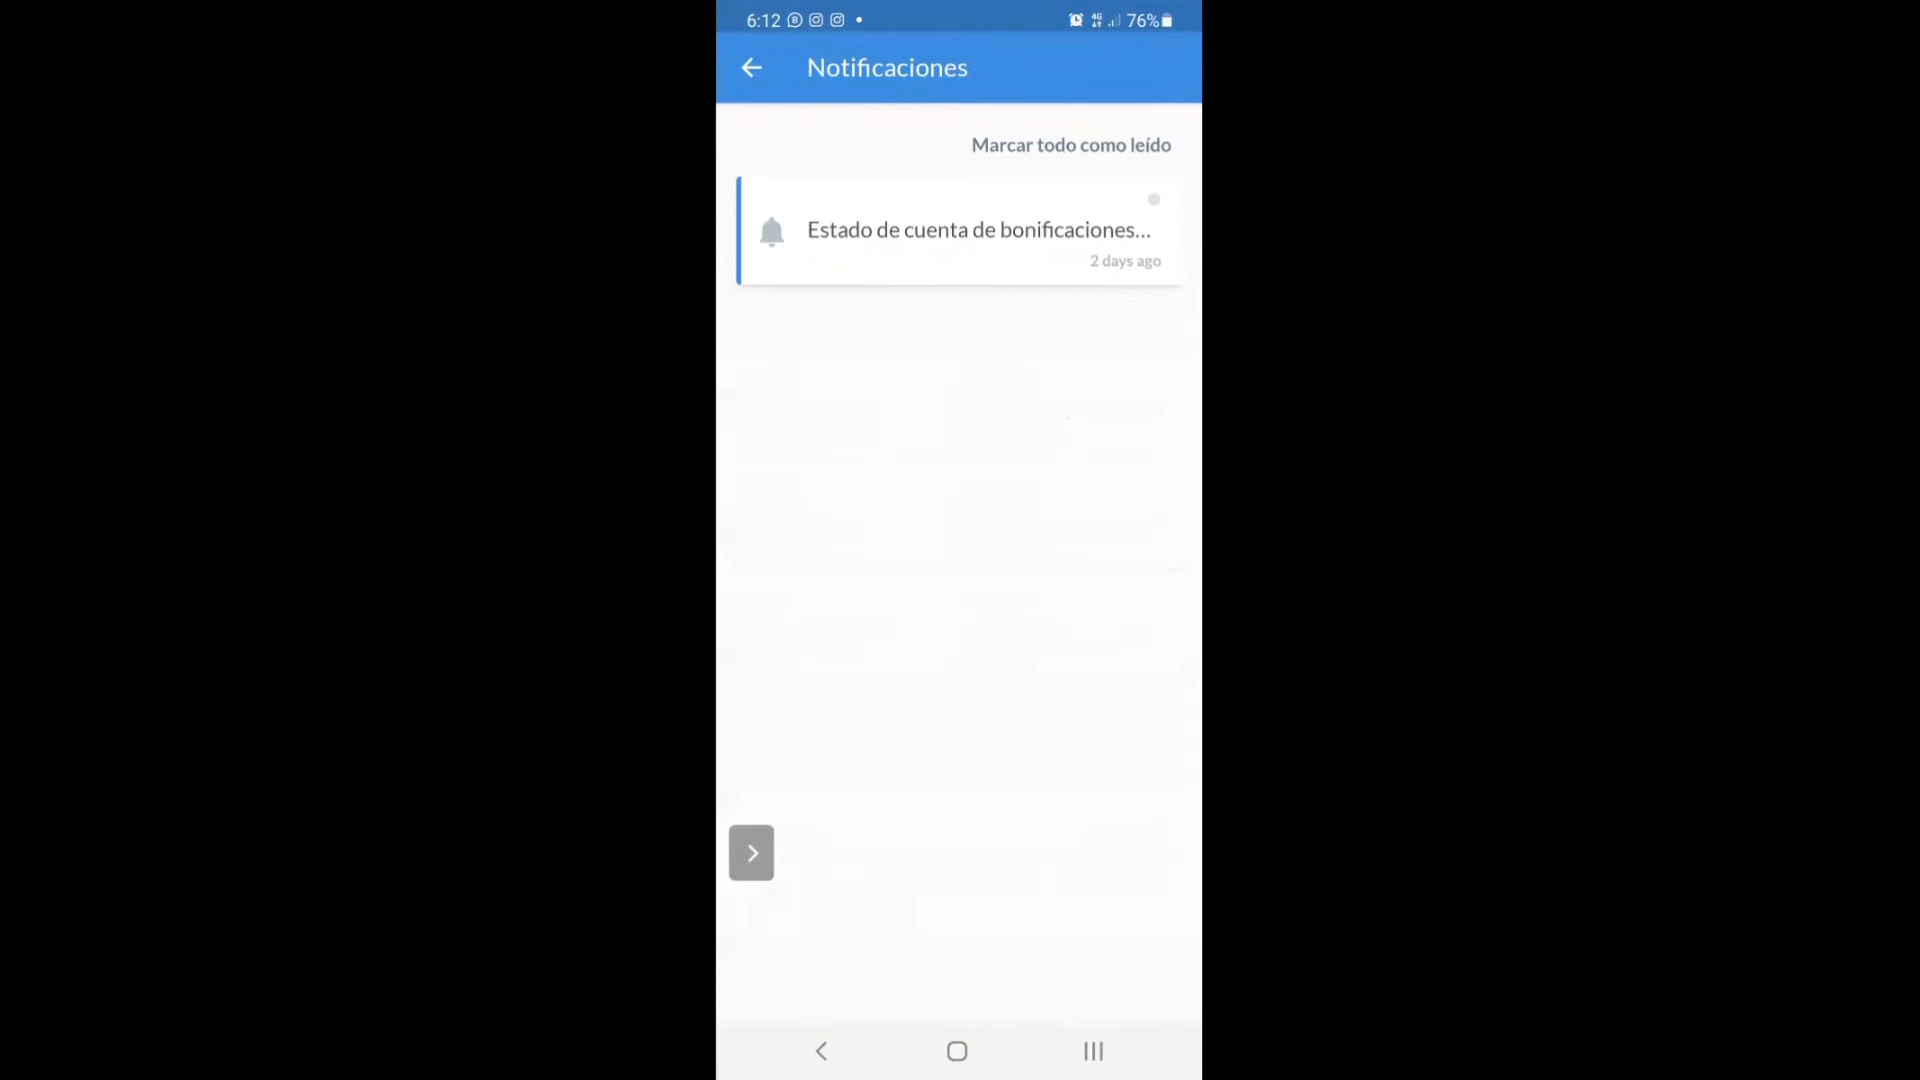 6:12
76%
Notificaciones
Marcar todo como leído
Estado de cuenta de bonificaciones...
2 days ago